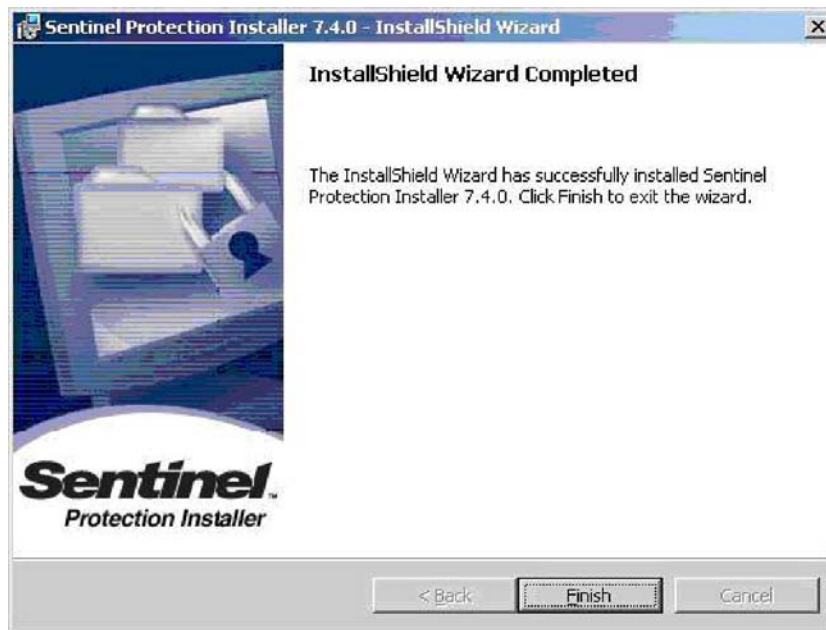 Sentinel Protection Installer 7.4.0 - InstallShield Wizard
InstallShield Wizard Completed
The InstallShield Wizard has successfully installed Sentinel
Protection Installer 7.4.0. Click Finish to exit the wizard.
Sentinel™
Protection Installer
< Back
Finish
Cancel